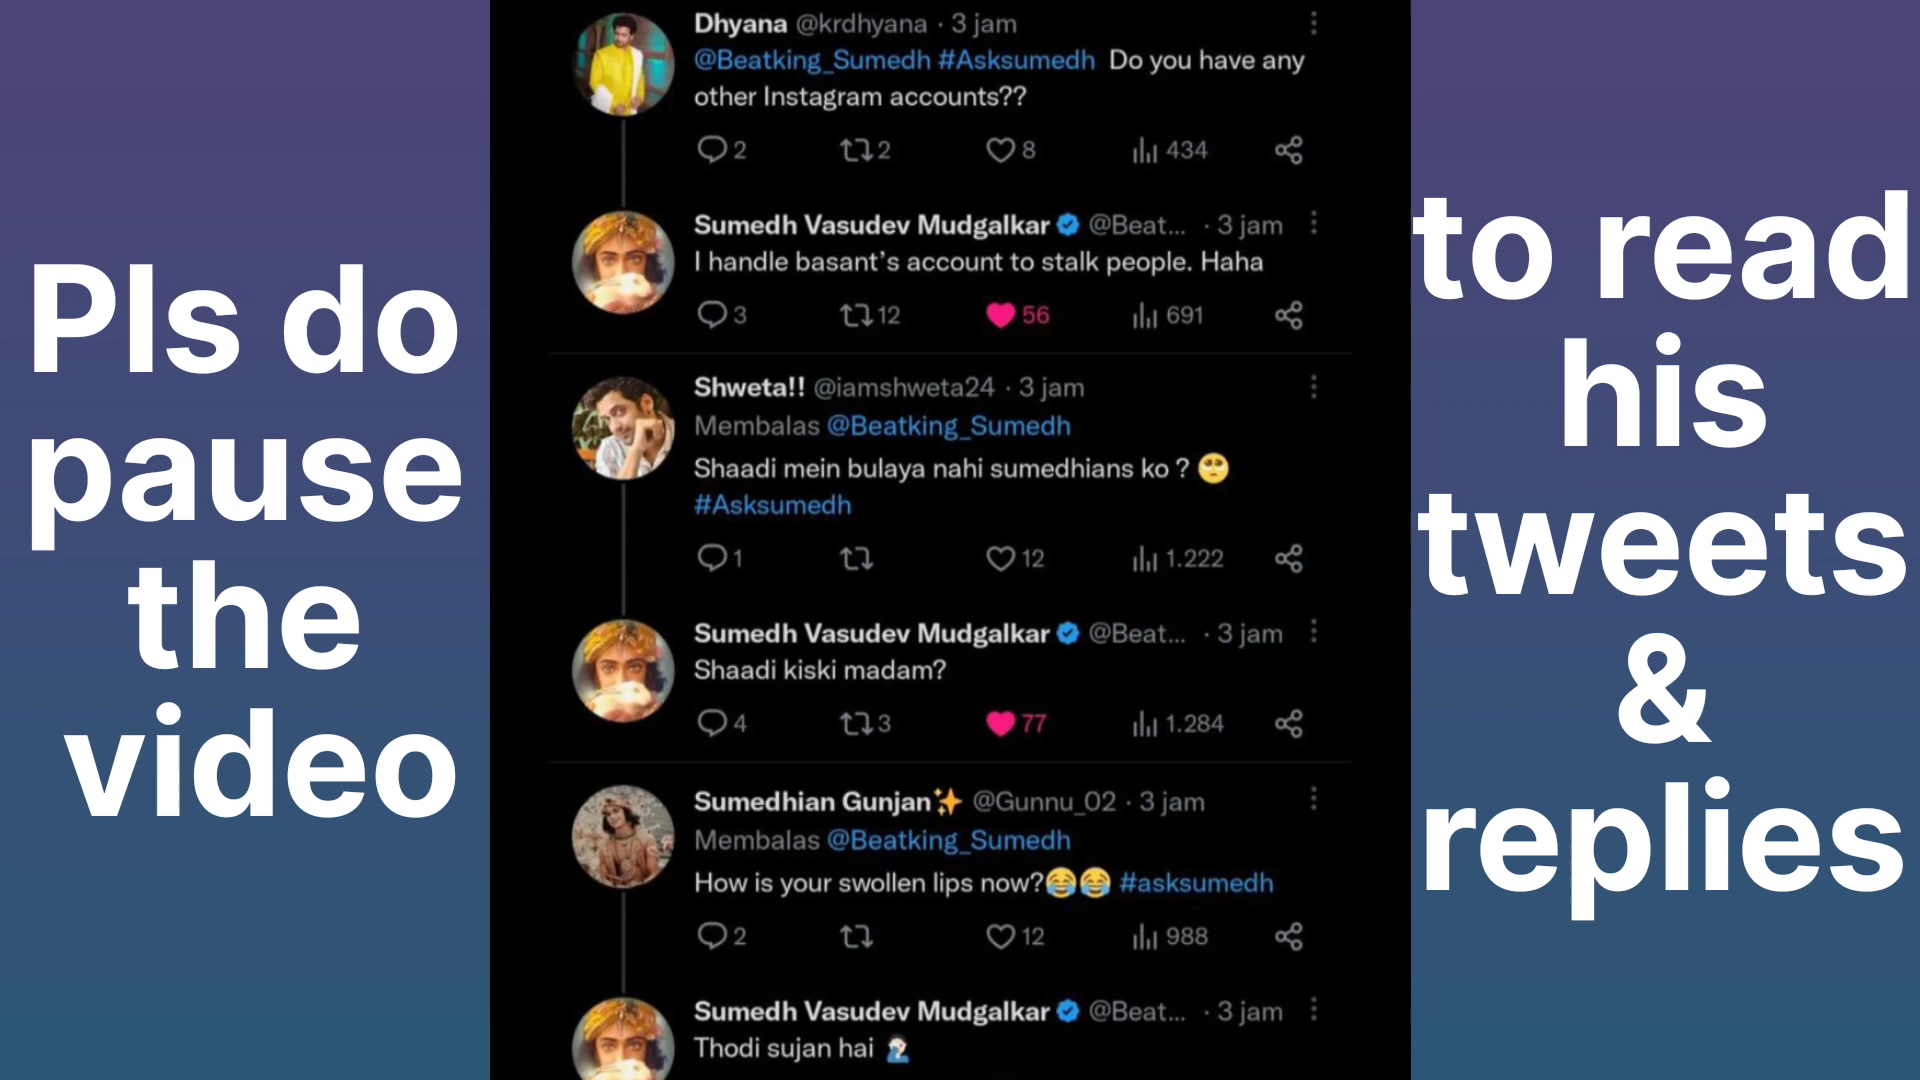 Pls do
pause
the
video
Dhyana @krdhyana · 3 jam
@Beatking_Sumedh #Asksumedh Do you have any
other Instagram accounts??
2 2 8 434
Sumedh Vasudev Mudgalkar @Beat... · 3 jam
I handle basant's account to stalk people. Haha
3 12 56 691
Shweta!! @iamshweta24 · 3 jam
Membalas @Beatking_Sumedh
Shaadi mein bulaya nahi sumedhians ko ? 🥺
#Asksumedh
1 12 1.222
Sumedh Vasudev Mudgalkar @Beat... · 3 jam
Shaadi kiski madam?
4 3 77 1.284
Sumedhian Gunjan✨ @Gunnu_02 · 3 jam
Membalas @Beatking_Sumedh
How is your swollen lips now?😂😂 #asksumedh
2 12 988
Sumedh Vasudev Mudgalkar @Beat... · 3 jam
Thodi sujan hai 🤦🏻‍♂️
to read
his
tweets
&
replies